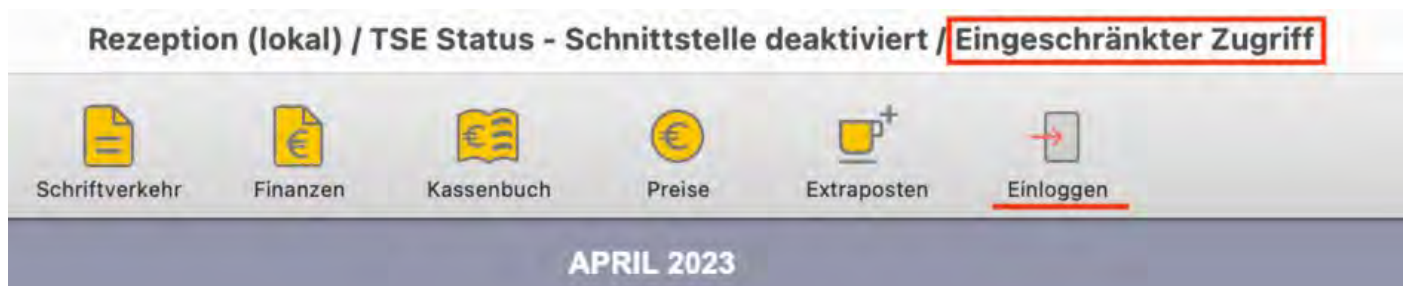 Rezeption (lokal) / TSE Status - Schnittstelle deaktiviert / Eingeschränkter Zugriff
Schriftverkehr Finanzen Kassenbuch Preise Extraposten Einloggen
APRIL 2023